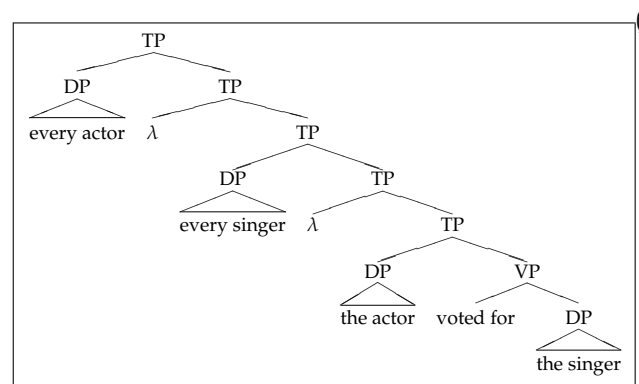 TP
DP TP
every actor λ TP
DP TP
every singer λ TP
DP VP
the actor voted for DP
the singer